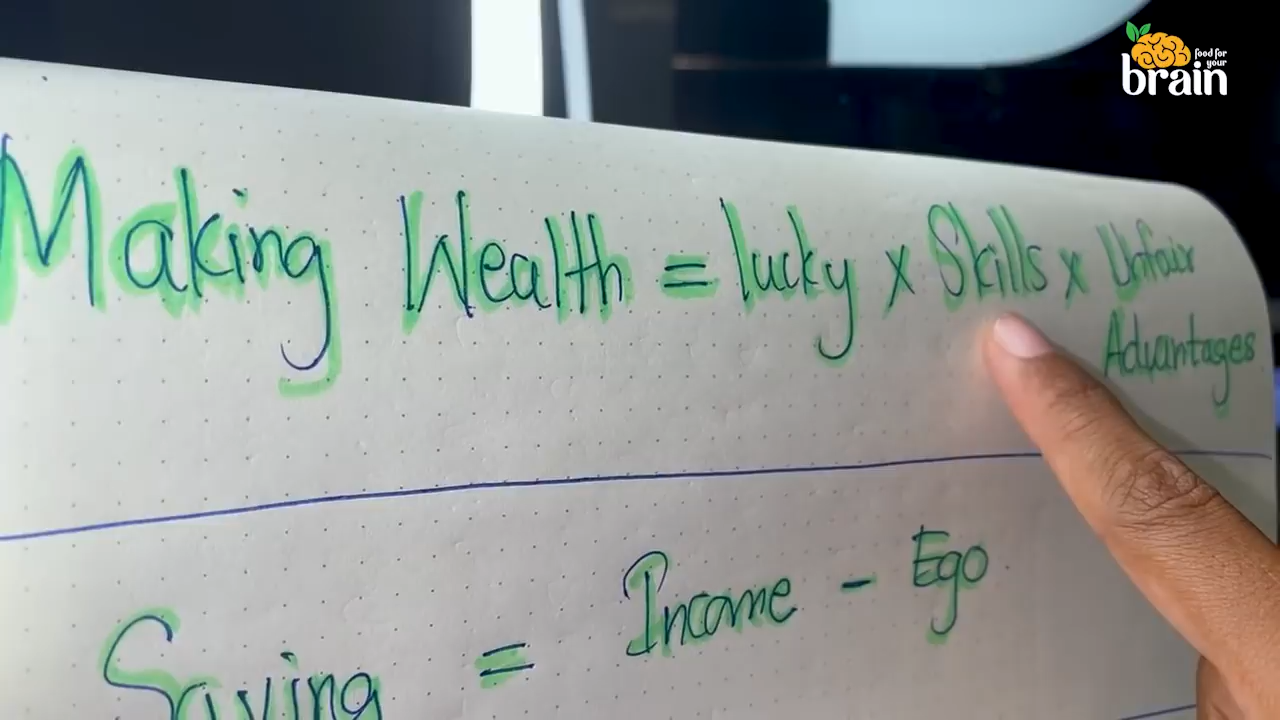 food for
your
brain
Making Wealth = lucky x Skills x Unfair
Advantages
Saving = Income - Ego